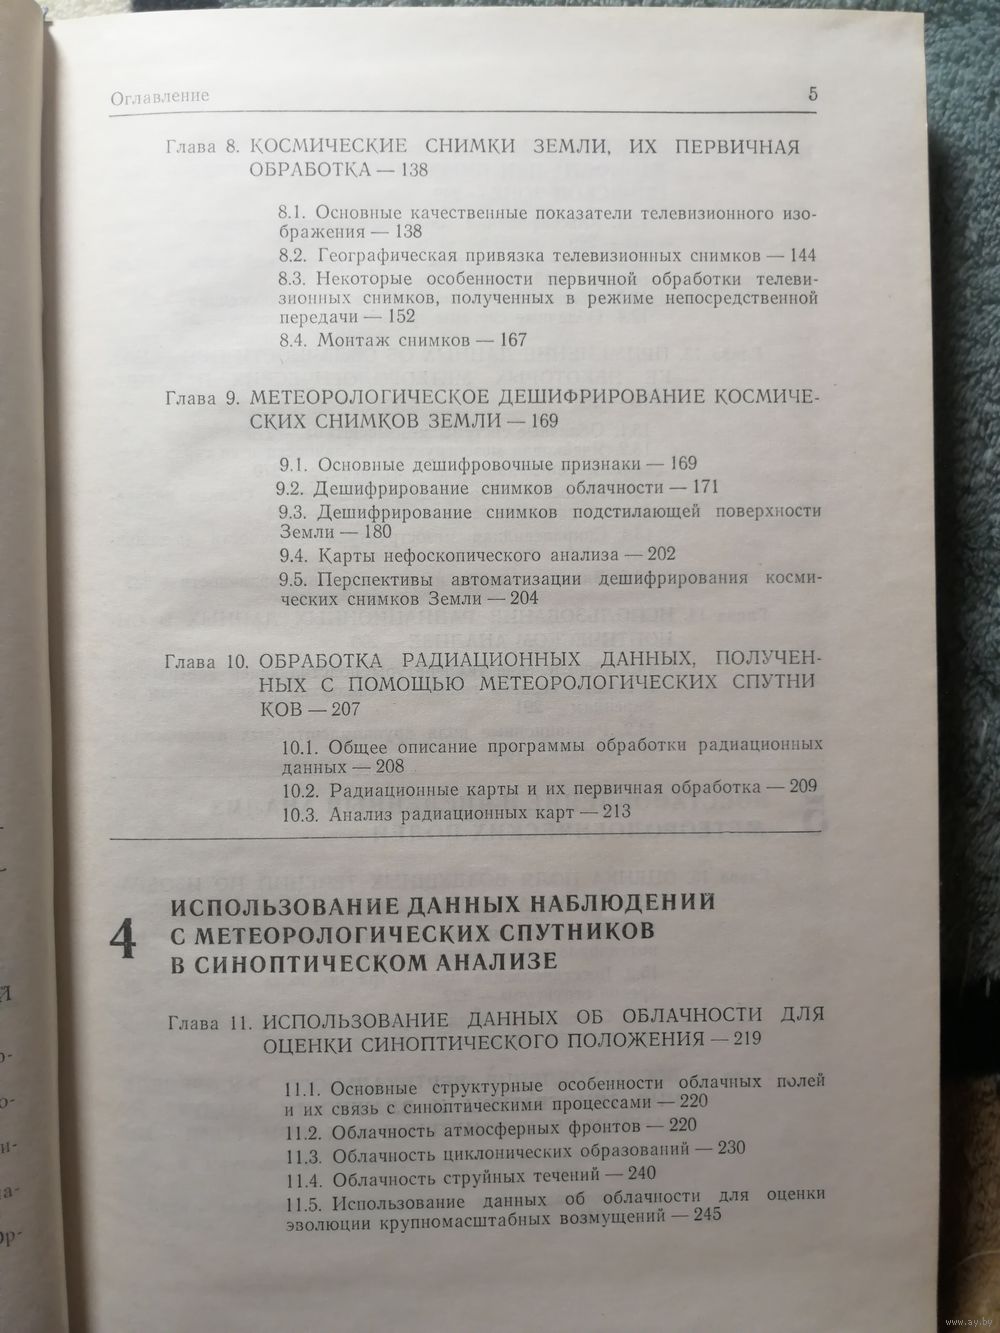 Оглавление 5
Глава 8. КОСМИЧЕСКИЕ СНИМКИ ЗЕМЛИ, ИХ ПЕРВИЧНАЯ
ОБРАБОТКА — 138
8.1. Основные качественные показатели телевизионного изо-
бражения — 138
8.2. Географическая привязка телевизионных снимков — 144
8.3. Некоторые особенности первичной обработки телеви-
зионных снимков, полученных в режиме непосредственной
передачи — 152
8.4. Монтаж снимков — 167
Глава 9. МЕТЕОРОЛОГИЧЕСКОЕ ДЕШИФРИРОВАНИЕ КОСМИЧЕ-
СКИХ СНИМКОВ ЗЕМЛИ — 169
9.1. Основные дешифровочные признаки — 169
9.2. Дешифрирование снимков облачности — 171
9.3. Дешифрирование снимков подстилающей поверхности
Земли — 180
9.4. Карты нефоскопического анализа — 202
9.5. Перспективы автоматизации дешифрирования косми-
ческих снимков Земли — 204
Глава 10. ОБРАБОТКА РАДИАЦИОННЫХ ДАННЫХ, ПОЛУЧЕН-
НЫХ С ПОМОЩЬЮ МЕТЕОРОЛОГИЧЕСКИХ СПУТНИ
КОВ — 207
10.1. Общее описание программы обработки радиационных
данных — 208
10.2. Радиационные карты и их первичная обработка — 209
10.3. Анализ радиационных карт — 213
4 ИСПОЛЬЗОВАНИЕ ДАННЫХ НАБЛЮДЕНИЙ
С МЕТЕОРОЛОГИЧЕСКИХ СПУТНИКОВ
В СИНОПТИЧЕСКОМ АНАЛИЗЕ
Глава 11. ИСПОЛЬЗОВАНИЕ ДАННЫХ ОБ ОБЛАЧНОСТИ ДЛЯ
ОЦЕНКИ СИНОПТИЧЕСКОГО ПОЛОЖЕНИЯ — 219
11.1. Основные структурные особенности облачных полей
и их связь с синоптическими процессами — 220
11.2. Облачность атмосферных фронтов — 220
11.3. Облачность циклонических образований — 230
11.4. Облачность струйных течений — 240
11.5. Использование данных об облачности для оценки
эволюции крупномасштабных возмущений — 245
www.ay.by